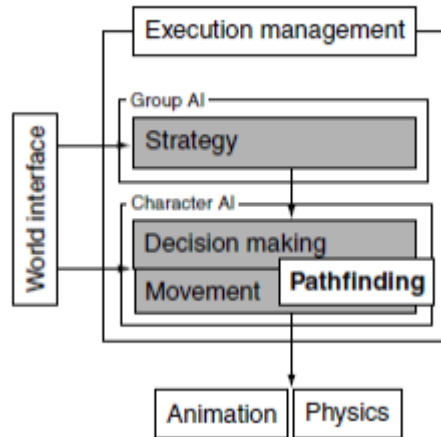 Execution management
Group AI
Strategy
World interface
Character AI
Decision making
Movement
Pathfinding
Animation
Physics